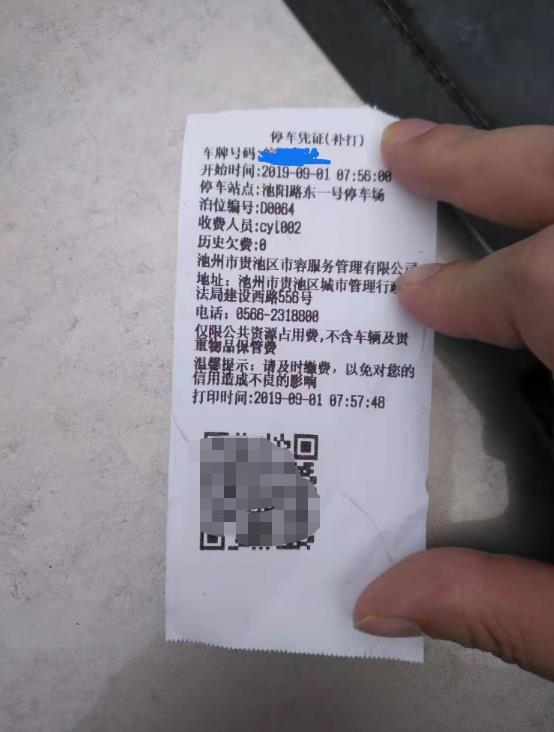 停车凭证(补打)
车牌号码:
开始时间:2019-09-01 07:56:00
停车站点:池阳路东一号停车场
泊位编号:D0064
收费人员:cyl002
历史欠费:0
池州市贵池区市容服务管理有限公司
地址: 池州市贵池区城市管理行政
法局建设西路556号
电话: 0566-2318800
仅限公共资源占用费,不含车辆及贵
重物品保管费
温馨提示: 请及时缴费, 以免对您的
信用造成不良的影响
打印时间:2019-09-01 07:57:48